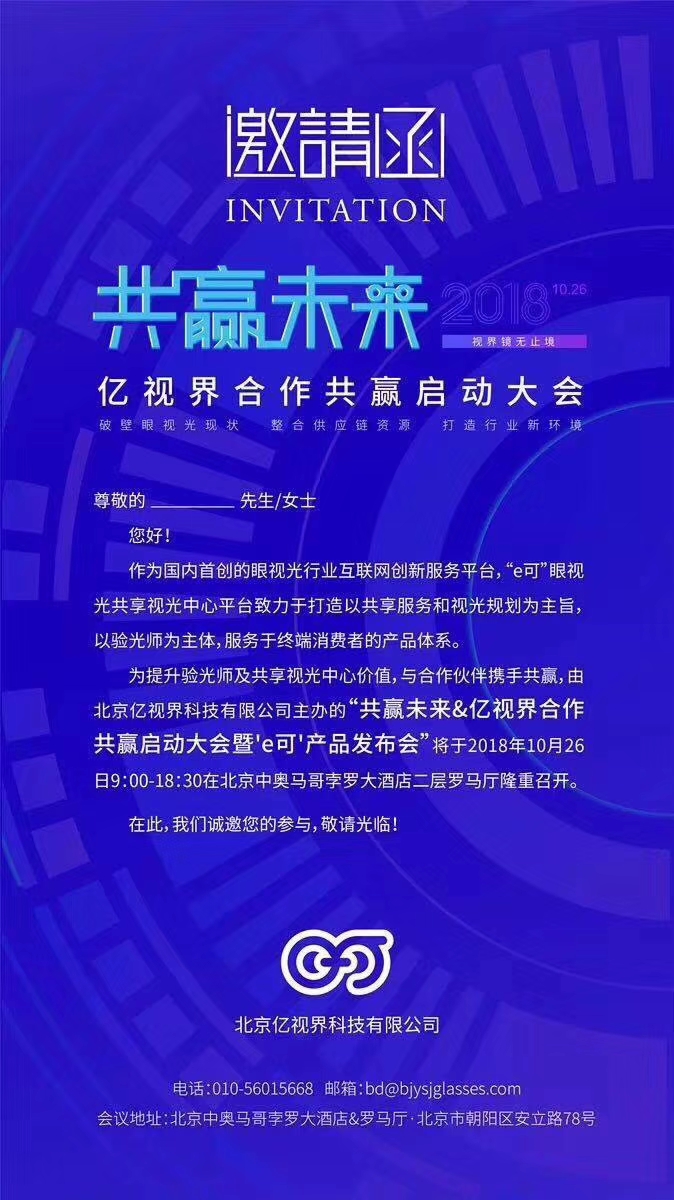 邀請函
INVITATION
共赢未来 2018 10.26
视界镜无止境
亿视界合作共赢启动大会
破壁眼视光现状 整合供应链资源 打造行业新环境
尊敬的 ________ 先生/女士
您好!
作为国内首创的眼视光行业互联网创新服务平台,“e可”眼视
光共享视光中心平台致力于打造以共享服务和视光规划为主旨,
以验光师为主体,服务于终端消费者的产品体系。
为提升验光师及共享视光中心价值,与合作伙伴携手共赢,由
北京亿视界科技有限公司主办的“共赢未来&亿视界合作
共赢启动大会暨'e可'产品发布会”将于2018年10月26
日9:00-18:30在北京中奥马哥孛罗大酒店二层罗马厅隆重召开。
在此,我们诚邀您的参与,敬请光临!
北京亿视界科技有限公司
电话:010-56015668 邮箱:bd@bjysjglasses.com
会议地址:北京中奥马哥孛罗大酒店&罗马厅·北京市朝阳区安立路78号